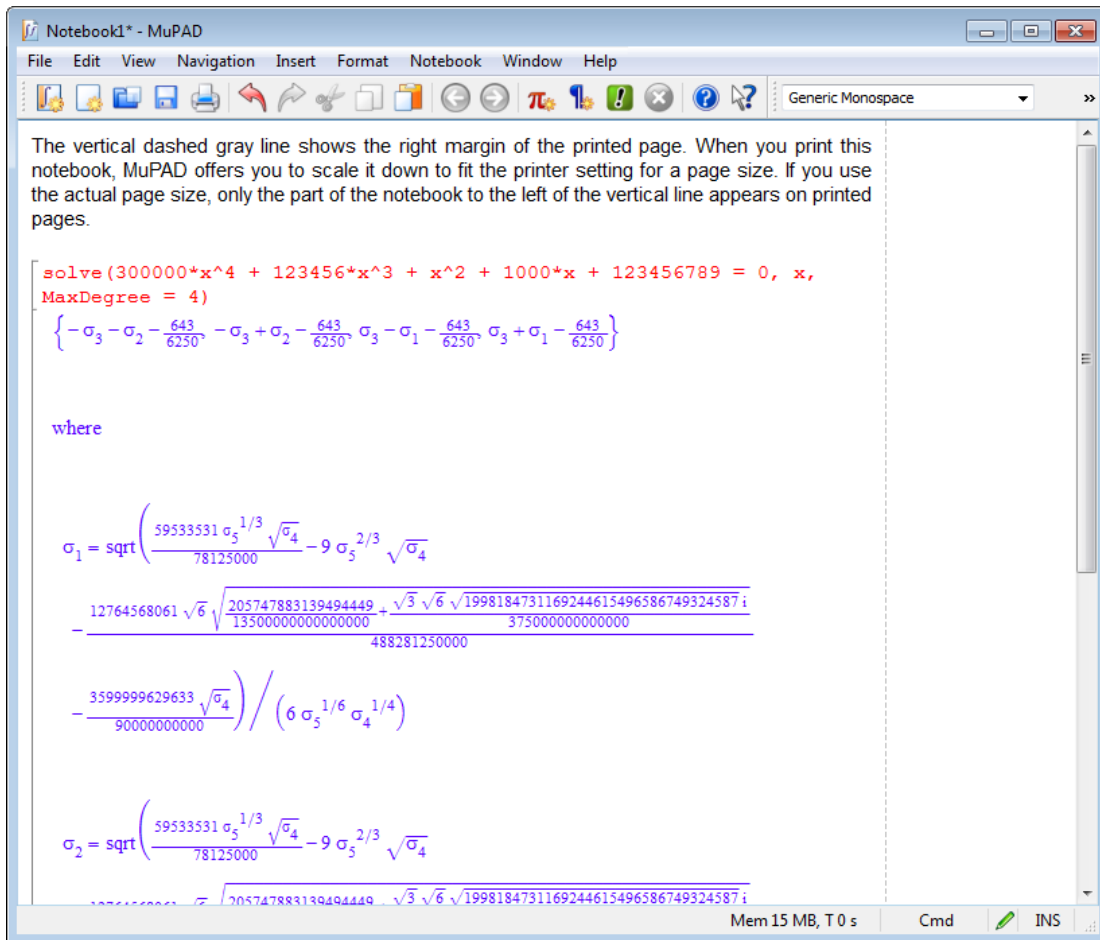 Notebook1* - MuPAD
File Edit View Navigation Insert Format Notebook Window Help
Generic Monospace
The vertical dashed gray line shows the right margin of the printed page. When you print this
notebook, MuPAD offers you to scale it down to fit the printer setting for a page size. If you use
the actual page size, only the part of the notebook to the left of the vertical line appears on printed
pages.
solve(300000*x^4 + 123456*x^3 + x^2 + 1000*x + 123456789 = 0, x,
MaxDegree = 4)
{-σ3 - σ2 - 643/6250, -σ3 + σ2 - 643/6250, σ3 - σ1 - 643/6250, σ3 + σ1 - 643/6250}
where
σ1 = sqrt( 59533531 σ5^1/3 √σ4 / 78125000 - 9 σ5^2/3 √σ4
- 12764568061 √6 √(205747883139494449/13500000000000000 + √3 √6 √19981847311692446154965867493245​87 i / 375000000000000) / 488281250000
- 3599999629633 √σ4 / 90000000000 ) / (6 σ5^1/6 σ4^1/4)
σ2 = sqrt( 59533531 σ5^1/3 √σ4 / 78125000 - 9 σ5^2/3 √σ4
205747883139494449 √3 √6 √1998184731169244615496586749324587 i
Mem 15 MB, T 0 s Cmd INS